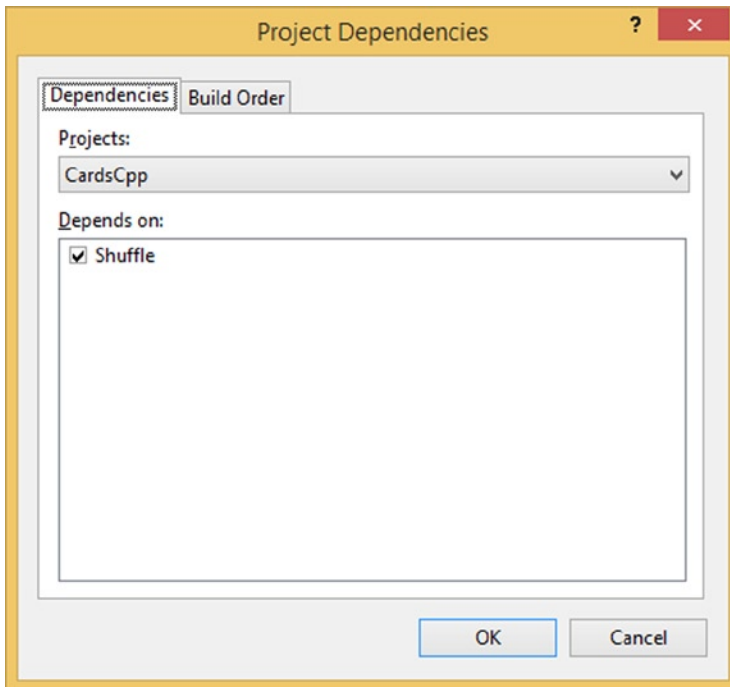 Project Dependencies
?
Dependencies Build Order
Projects:
CardsCpp
Depends on:
Shuffle
OK Cancel